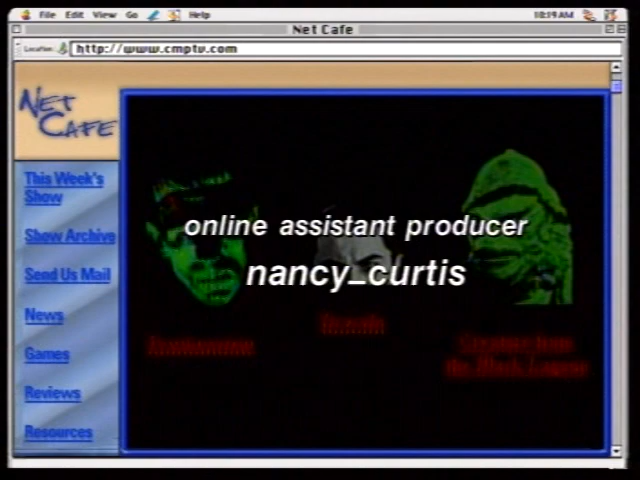 File Edit View Go Help 10:19 AM
Net Cafe
Location: http://www.cmptv.com
NET CAFE
This Week's Show
Show Archive
Send Us Mail
News
Games
Reviews
Resources
online assistant producer
nancy_curtis
Frankenstein
Dracula
Creature from
the Black Lagoon